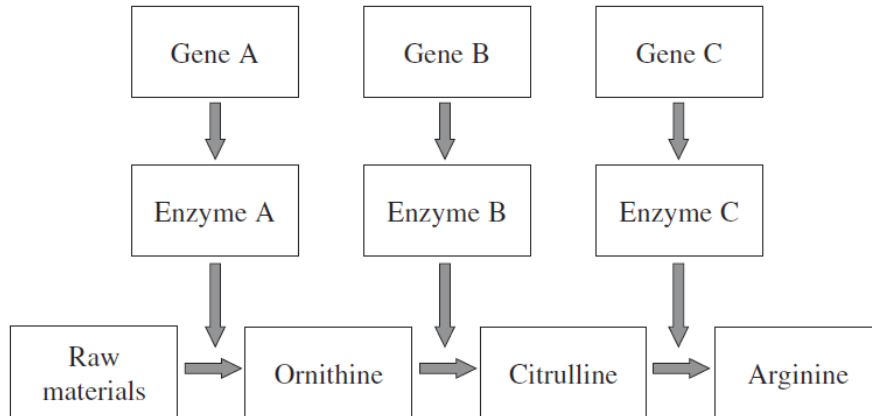 Gene A
Gene B
Gene C
Enzyme A
Enzyme B
Enzyme C
Raw
materials
Ornithine
Citrulline
Arginine